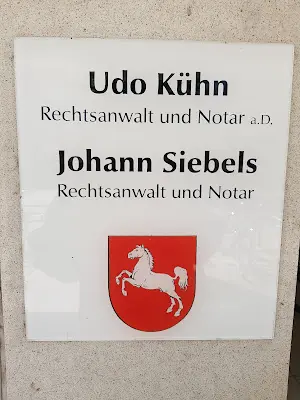 Udo Kühn
Rechtsanwalt und Notar a.D.
Johann Siebels
Rechtsanwalt und Notar